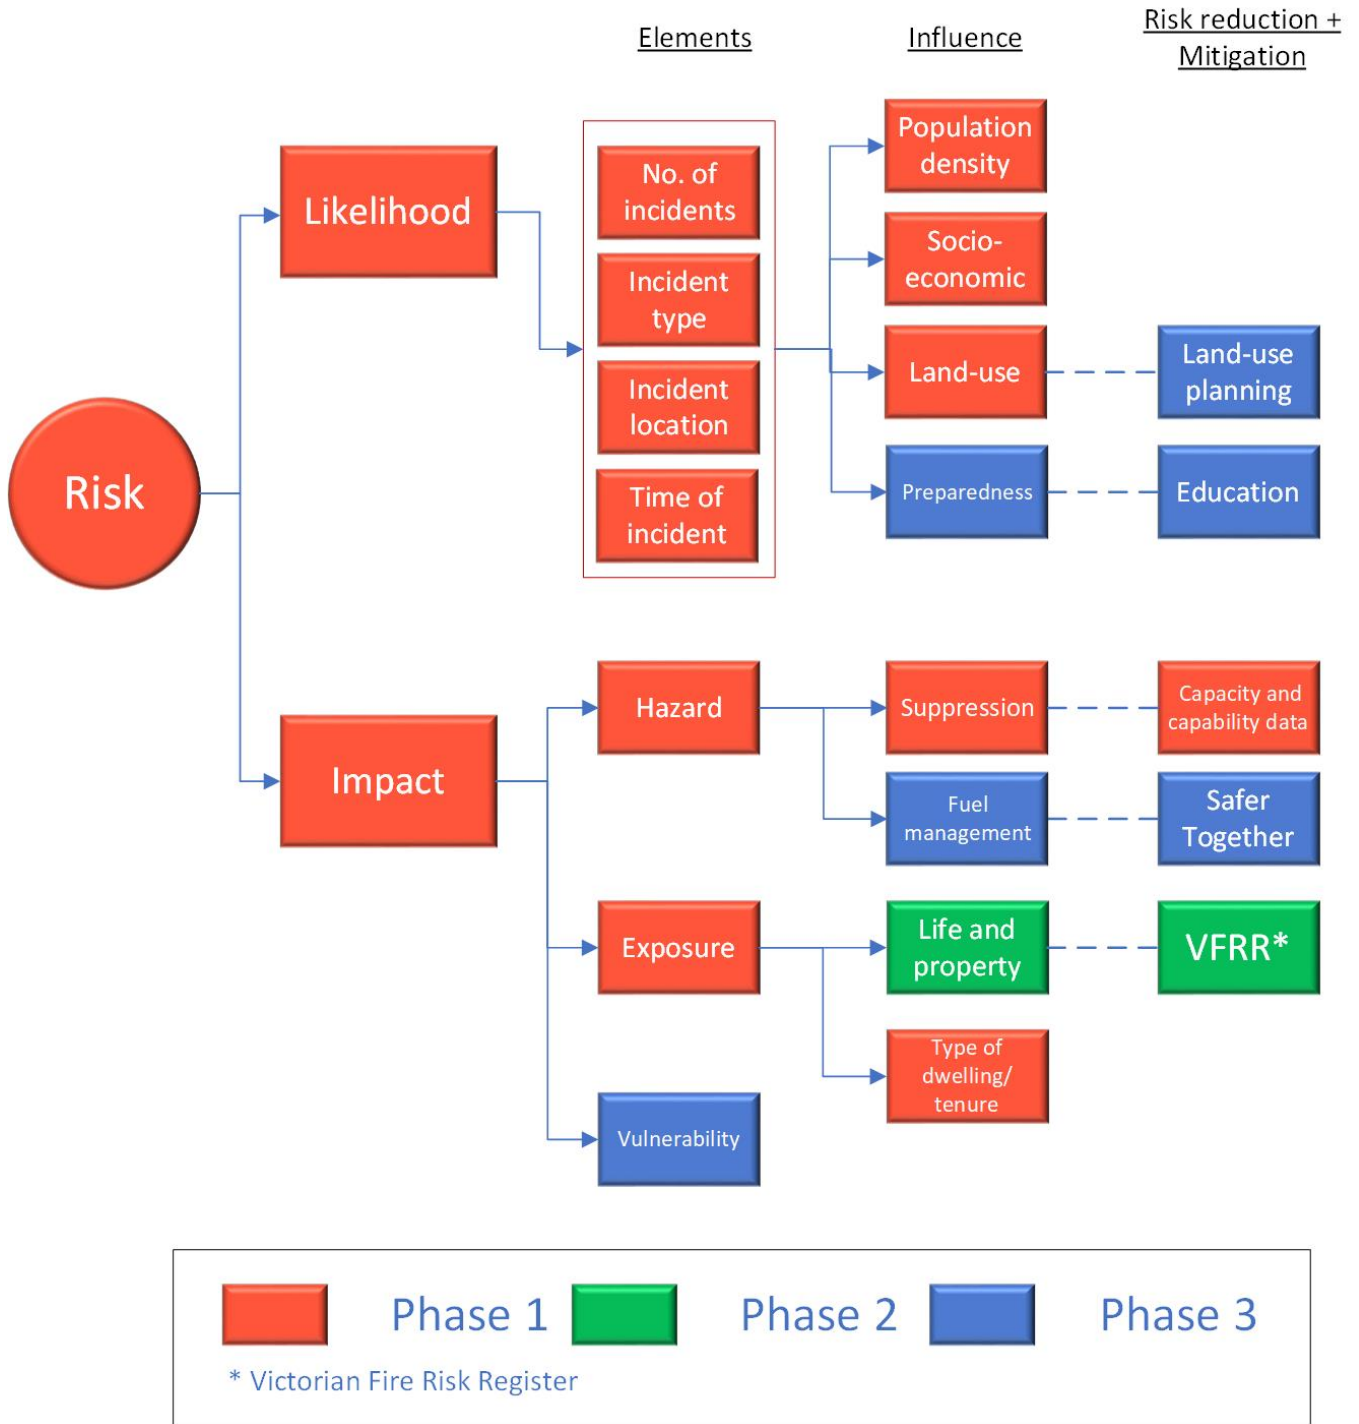 Elements
Influence
Risk reduction +
Mitigation
Risk
Likelihood
No. of
incidents
Incident
type
Incident
location
Time of
incident
Population
density
Socio-
economic
Land-use
Land-use
planning
Preparedness
Education
Impact
Hazard
Suppression
Capacity and
capability data
Fuel
management
Safer
Together
Exposure
Life and
property
VFRR*
Type of
dwelling/
tenure
Vulnerability
Phase 1
Phase 2
Phase 3
* Victorian Fire Risk Register